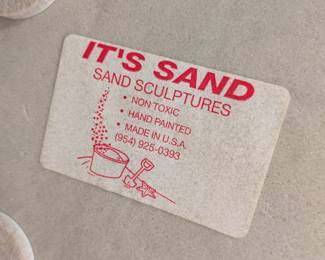 IT'S SAND
SAND SCULPTURES
• NON TOXIC
• HAND PAINTED
• MADE IN U.S.A.
(954) 925-0393